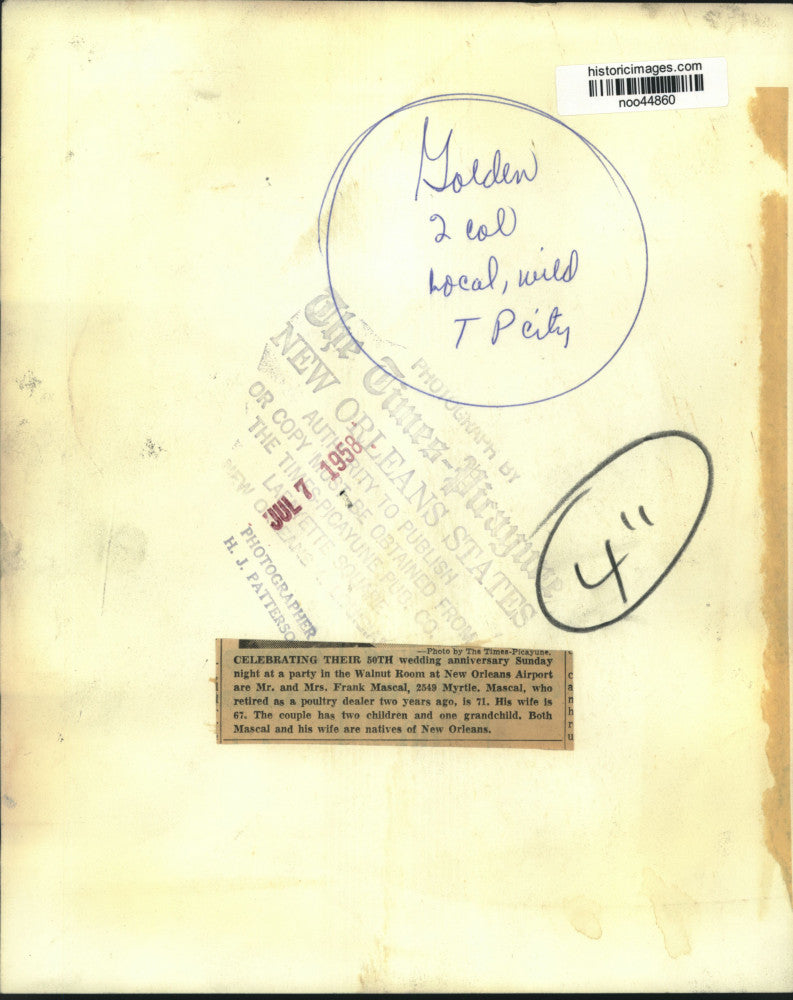 historicimages.com
noo44860
Golden
2 col
Local, wild
T P city
PHOTOGRAPH BY
The Times-Picayune
NEW ORLEANS STATES
AUTHORITY TO PUBLISH
OR COPY MUST BE OBTAINED FROM
THE TIMES PICAYUNE PUB. CO.
LAFAYETTE SQUARE
NEW ORLEANS
JUL 7 1958
PHOTOGRAPHER
H. J. PATTERSO
4"
—Photo by The Times-Picayune.
CELEBRATING THEIR 50TH wedding anniversary Sunday
night at a party in the Walnut Room at New Orleans Airport
are Mr. and Mrs. Frank Mascal, 2549 Myrtle. Mascal, who
retired as a poultry dealer two years ago, is 71. His wife is
67. The couple has two children and one grandchild. Both
Mascal and his wife are natives of New Orleans.